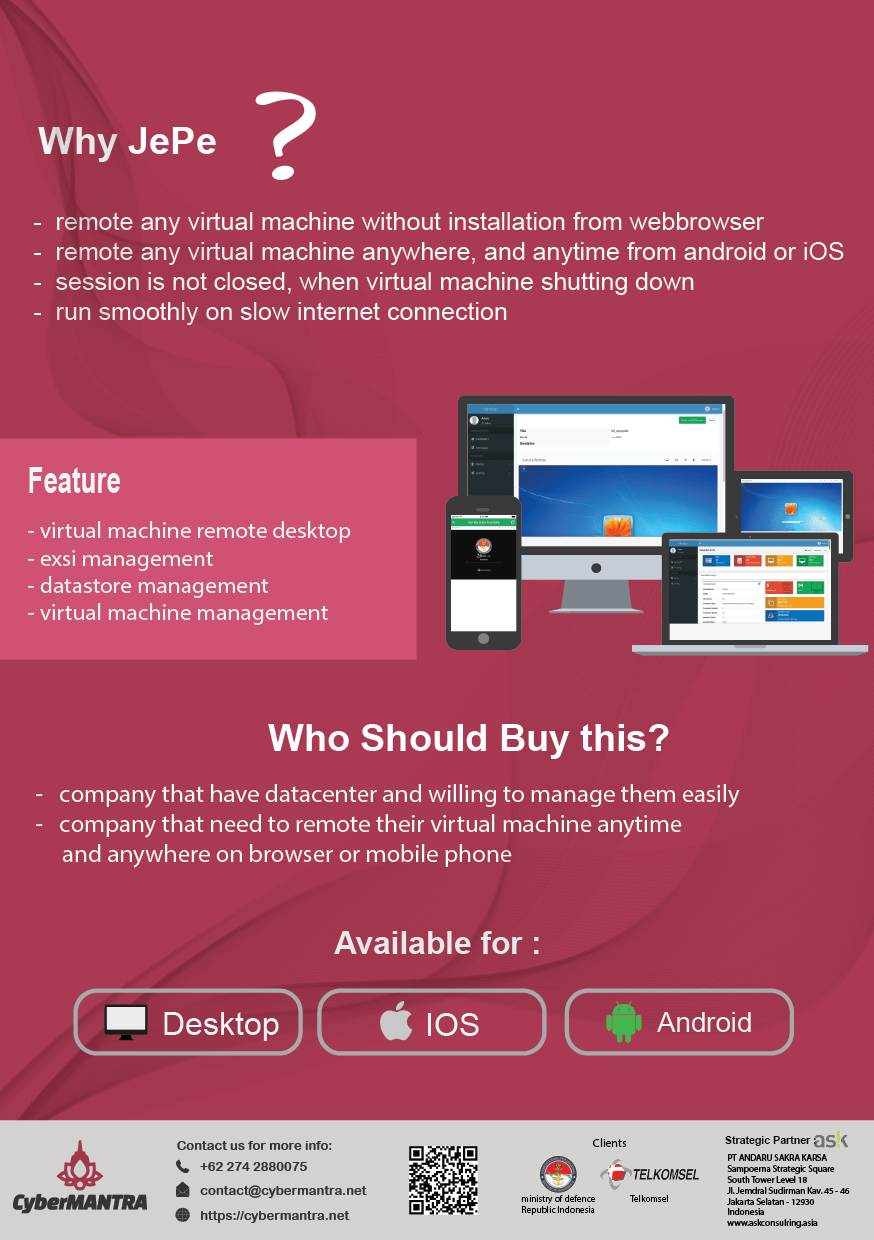 Why JePe ?
- remote any virtual machine without installation from webbrowser
- remote any virtual machine anywhere, and anytime from android or iOS
- session is not closed, when virtual machine shutting down
- run smoothly on slow internet connection
Feature
- virtual machine remote desktop
- exsi management
- datastore management
- virtual machine management
Who Should Buy this?
- company that have datacenter and willing to manage them easily
- company that need to remote their virtual machine anytime
and anywhere on browser or mobile phone
Available for :
Desktop
IOS
Android
CyberMANTRA
Contact us for more info:
+62 274 2880075
contact@cybermantra.net
https://cybermantra.net
Clients
ministry of defence
Republic Indonesia
TELKOMSEL
Telkomsel
Strategic Partner : ask
PT ANDARU SAKRA KARSA
Sampoerna Strategic Square
South Tower Level 18
Jl. Jemdral Sudirman Kav. 45 - 46
Jakarta Selatan - 12930
Indonesia
www.askconsulring.asia